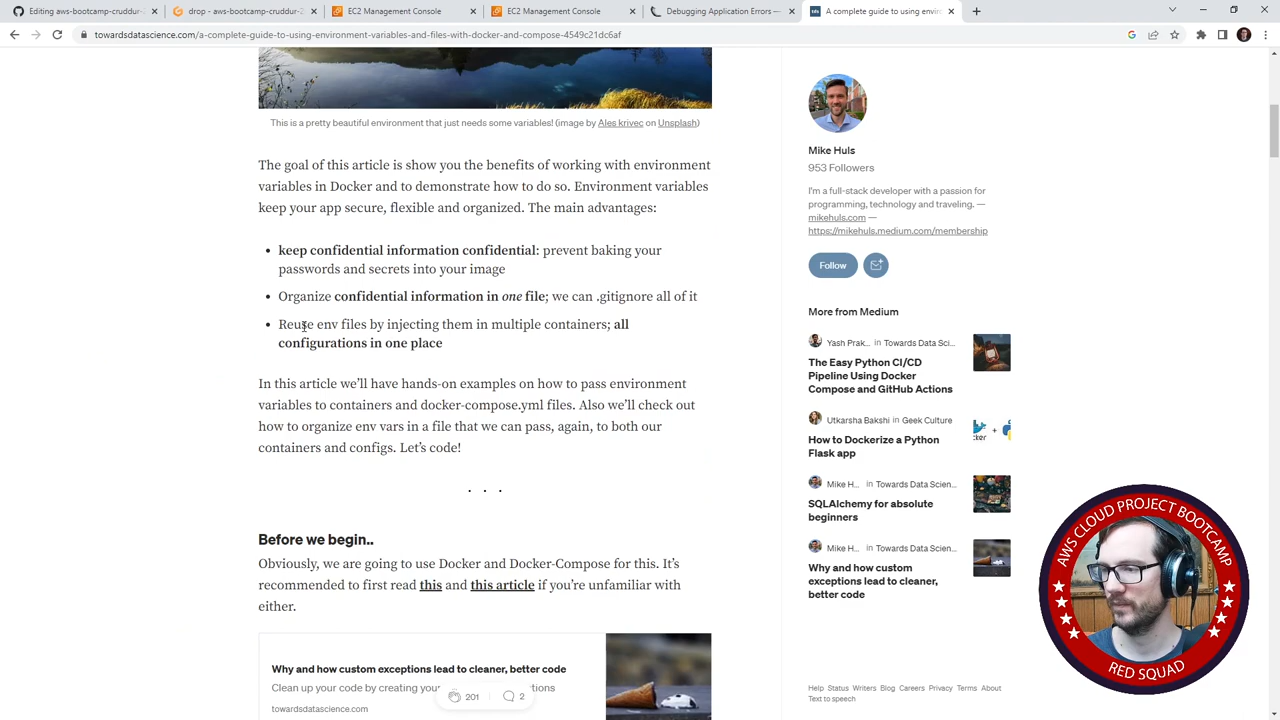 Editing aws-bootcamp-cruddur-
drop - aws-bootcamp-cruddur-2
EC2 Management Console
EC2 Management Console
Debugging Application Errors —
A complete guide to using envir
towardsdatascience.com/a-complete-guide-to-using-environment-variables-and-files-with-docker-and-compose-4549c21dc6af
This is a pretty beautiful environment that just needs some variables! (image by Ales krivec on Unsplash)
The goal of this article is show you the benefits of working with environment
variables in Docker and to demonstrate how to do so. Environment variables
keep your app secure, flexible and organized. The main advantages:
• keep confidential information confidential: prevent baking your
passwords and secrets into your image
• Organize confidential information in one file; we can .gitignore all of it
• Reuse env files by injecting them in multiple containers; all
configurations in one place
In this article we’ll have hands-on examples on how to pass environment
variables to containers and docker-compose.yml files. Also we’ll check out
how to organize env vars in a file that we can pass, again, to both our
containers and configs. Let’s code!
. . .
Before we begin..
Obviously, we are going to use Docker and Docker-Compose for this. It’s
recommended to first read this and this article if you’re unfamiliar with
either.
Why and how custom exceptions lead to cleaner, better code
Clean up your code by creating your
towardsdatascience.com
201
2
Mike Huls
953 Followers
I'm a full-stack developer with a passion for
programming, technology and traveling. —
mikehuls.com —
https://mikehuls.medium.com/membership
Follow
More from Medium
Yash Prak... in Towards Data Sci...
The Easy Python CI/CD
Pipeline Using Docker
Compose and GitHub Actions
Utkarsha Bakshi in Geek Culture
How to Dockerize a Python
Flask app
Mike H... in Towards Data Scien...
SQLAlchemy for absolute
beginners
Mike H... in Towards Data Scien...
Why and how custom
exceptions lead to cleaner,
better code
Help Status Writers Blog Careers Privacy Terms About
Text to speech
AWS CLOUD PROJECT BOOTCAMP
RED SQUAD